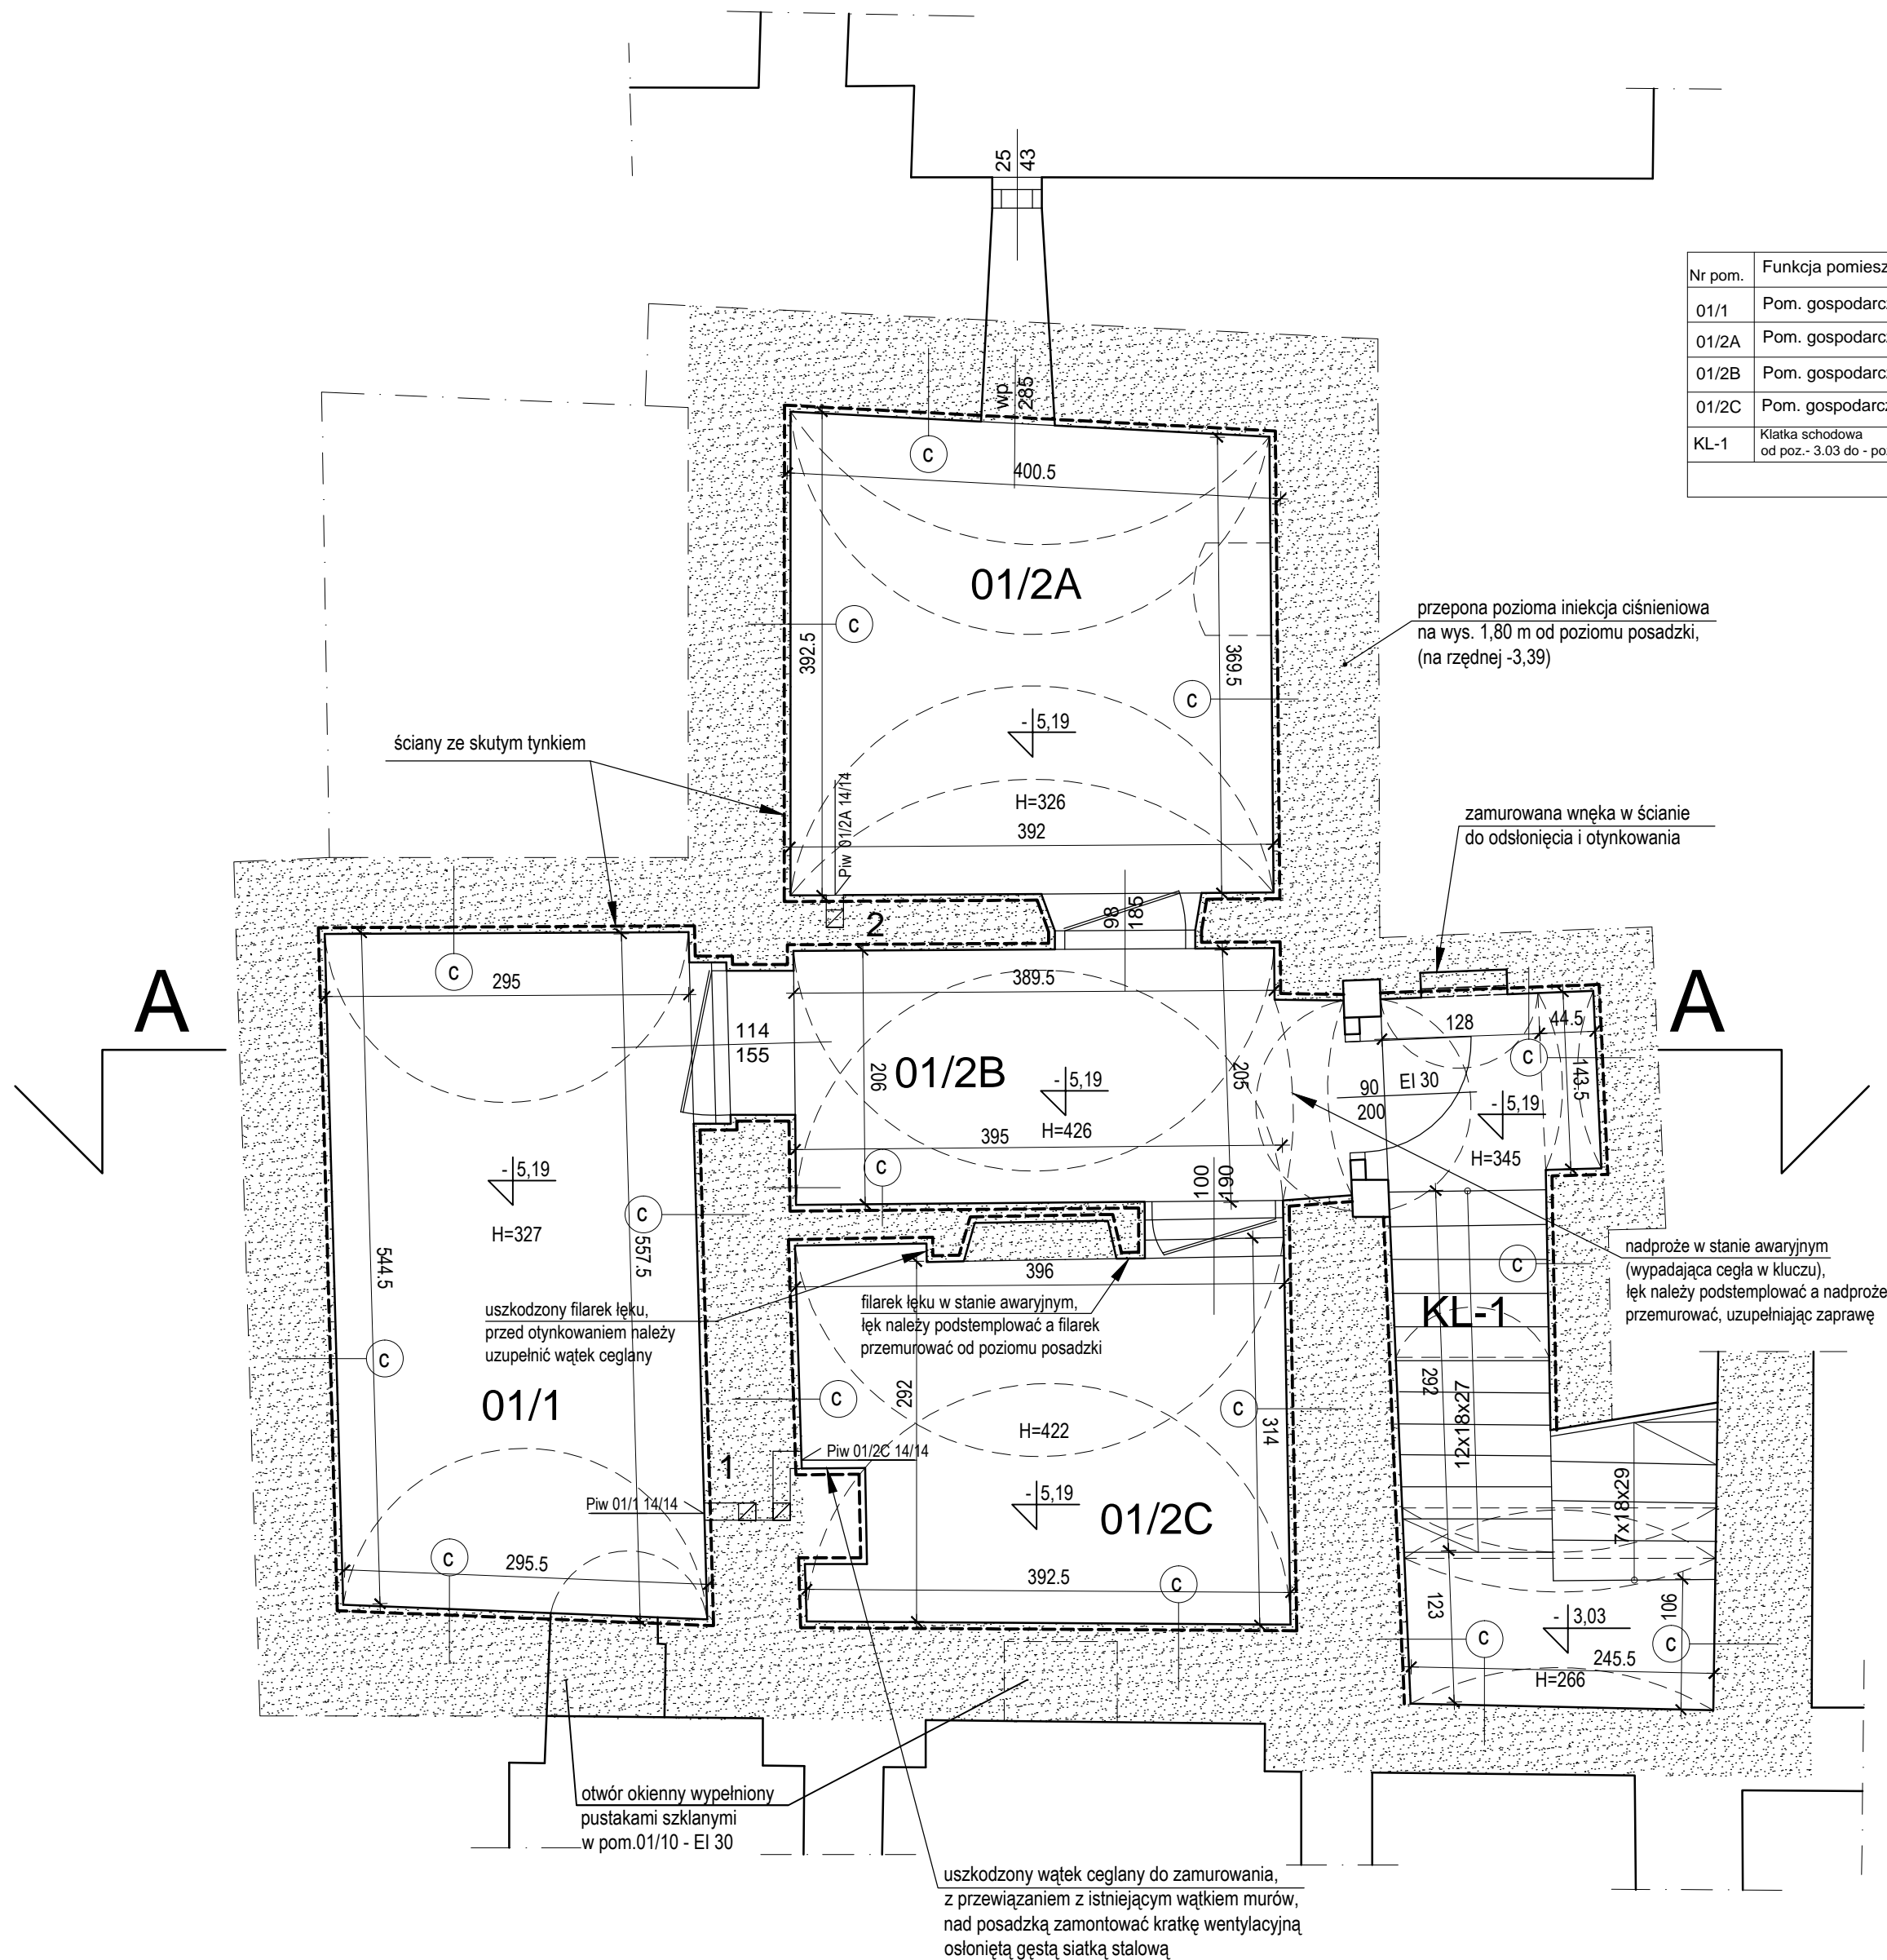 25
43
Nr pom.
Funkcja pomiesz
01/1
Pom. gospodarcz
01/2A
Pom. gospodarcz
01/2B
Pom. gospodarcz
01/2C
Pom. gospodarcz
KL-1
Klatka schodowa
od poz.- 3.03 do - po
wp
285
c
400.5
01/2A
c
392.5
369.5
c
przepona pozioma iniekcja ciśnieniowa
na wys. 1,80 m od poziomu posadzki,
(na rzędnej -3,39)
- 5,19
ściany ze skutym tynkiem
H=326
392
Piw 01/2A 14/14
zamurowana wnęka w ścianie
do odsłonięcia i otynkowania
2
98
185
A
c
295
389.5
A
128
44.5
114
155
01/2B
206
- 5,19
205
c
143.5
90
EI 30
200
- 5,19
395
H=426
H=345
c
- 5,19
H=327
c
100
190
544.5
557.5
396
c
nadproże w stanie awaryjnym
(wypadająca cegła w kluczu),
łęk należy podstemplować a nadproże
przemurować, uzupełniając zaprawę
uszkodzony filarek łęku,
przed otynkowaniem należy
uzupełnić wątek ceglany
filarek łęku w stanie awaryjnym,
łęk należy podstemplować a filarek
przemurować od poziomu posadzki
KL-1
c
01/1
c
292
c
314
H=422
292
12x18x27
Piw 01/2C 14/14
1
Piw 01/1 14/14
- 5,19
01/2C
7x18x29
c
295.5
392.5
c
123
106
- 3,03
c
c
245.5
H=266
otwór okienny wypełniony
pustakami szklanymi
w pom.01/10 - EI 30
uszkodzony wątek ceglany do zamurowania,
z przewiązaniem z istniejącym wątkiem murów,
nad posadzką zamontować kratkę wentylacyjną
osłoniętą gęstą siatką stalową